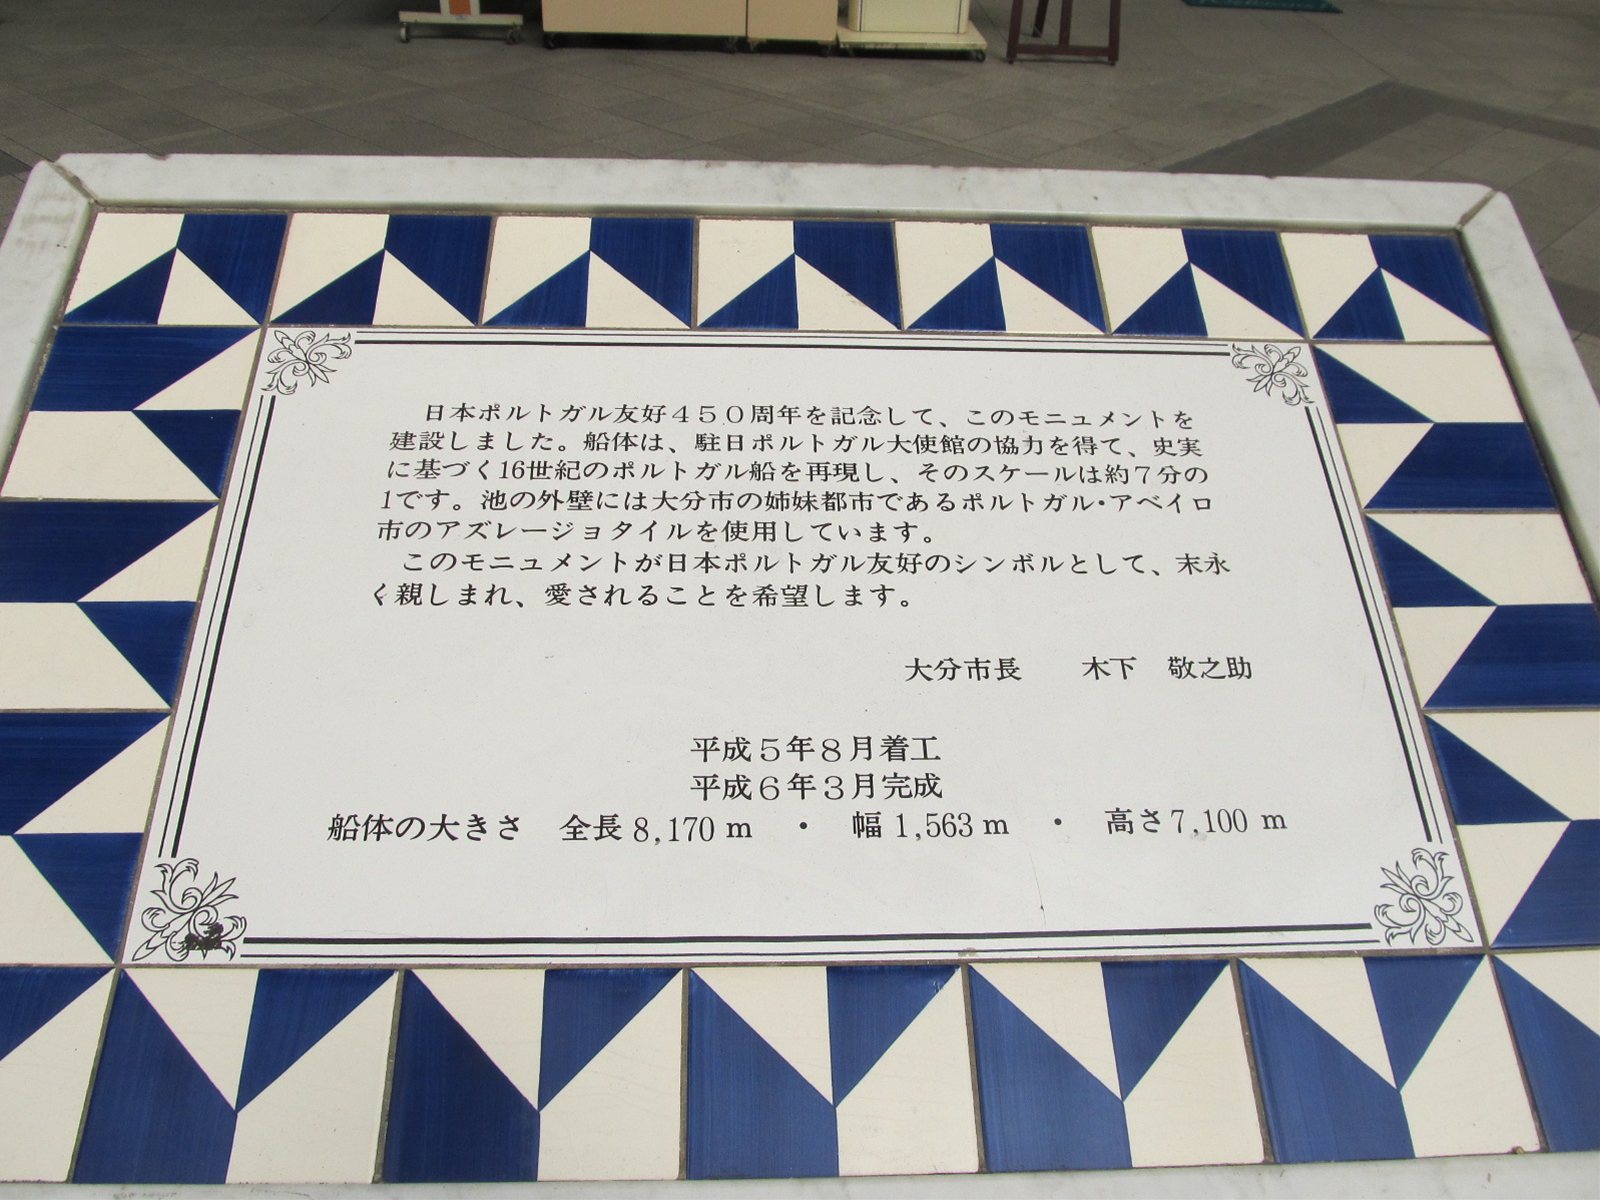 日本ポルトガル友好450周年を記念して、このモニュメントを
建設しました。船体は、駐日ポルトガル大使館の協力を得て、史実
に基づく16世紀のポルトガル船を再現し、そのスケールは約7分の
1です。池の外壁には大分市の姉妹都市であるポルトガル・アベイロ
市のアズレージョタイルを使用しています。
このモニュメントが日本ポルトガル友好のシンボルとして、末永
く親しまれ、愛されることを希望します。
大分市長　木下　敬之助
平成5年8月着工
平成6年3月完成
船体の大きさ　全長 8,170 m ・ 幅 1,563 m ・ 高さ 7,100 m